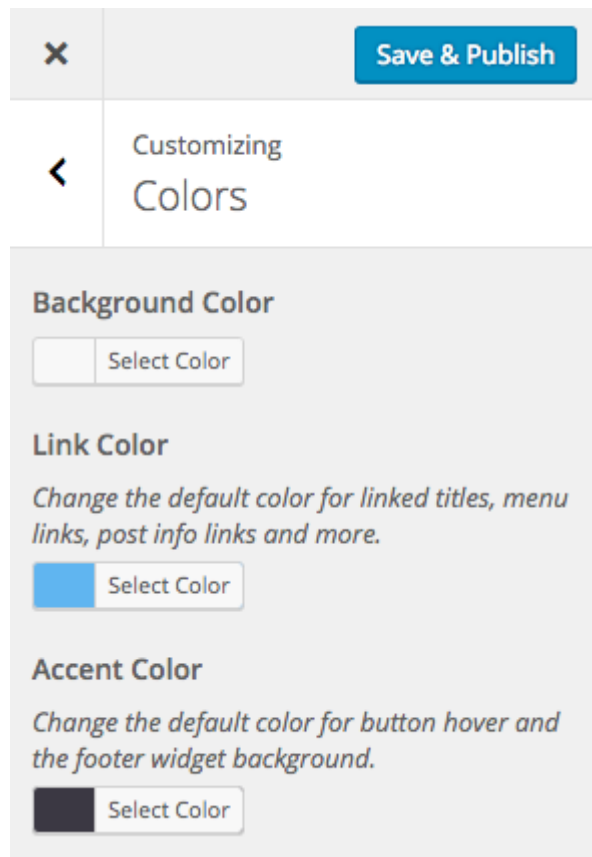 Save & Publish
Customizing
Colors
Background Color
Select Color
Link Color
Change the default color for linked titles, menu
links, post info links and more.
Select Color
Accent Color
Change the default color for button hover and
the footer widget background.
Select Color